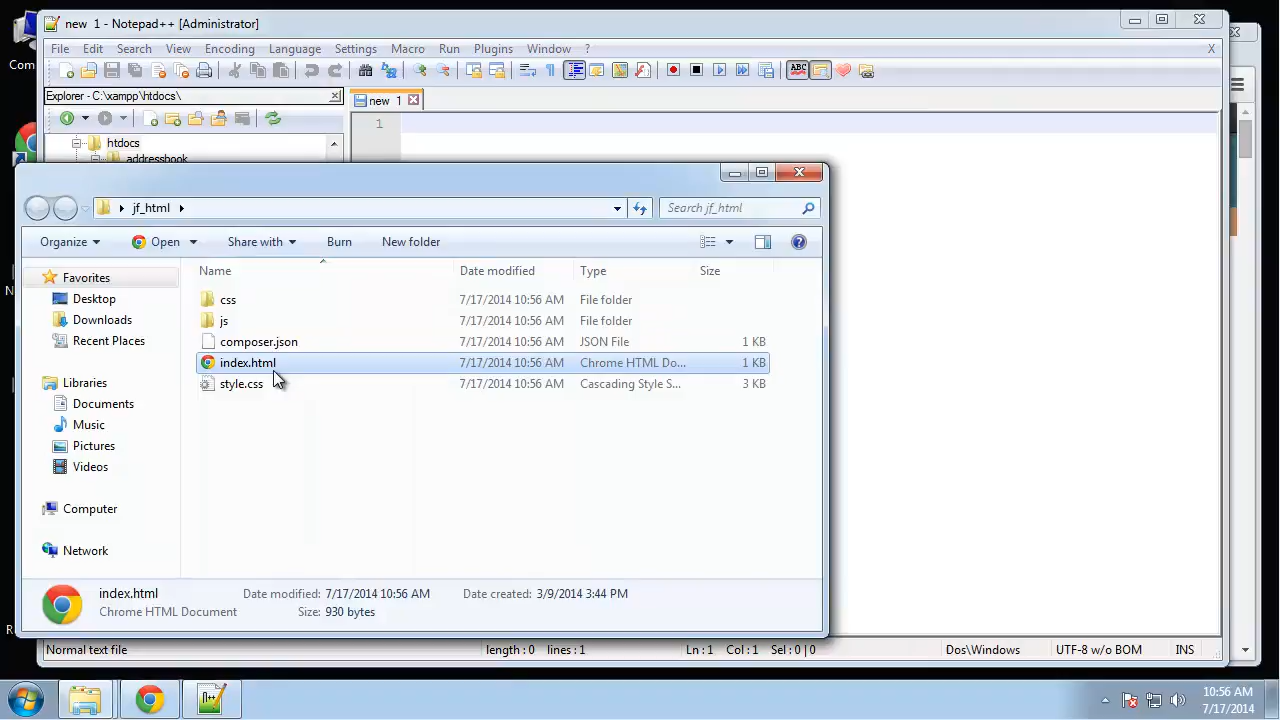 new 1 - Notepad++ [Administrator]
File Edit Search View Encoding Language Settings Macro Run Plugins Window ? X
Com
ABC
Explorer - C:\xampp\htdocs\
new 1
1
htdocs
addressbook
jf_html
Search jf_html
Organize Open Share with Burn New folder
Name Date modified Type Size
Favorites
Desktop
Downloads
Recent Places
Libraries
Documents
Music
Pictures
Videos
Computer
Network
css 7/17/2014 10:56 AM File folder
js 7/17/2014 10:56 AM File folder
composer.json 7/17/2014 10:56 AM JSON File 1 KB
index.html 7/17/2014 10:56 AM Chrome HTML Do... 1 KB
style.css 7/17/2014 10:56 AM Cascading Style S... 3 KB
index.html Date modified: 7/17/2014 10:56 AM Date created: 3/9/2014 3:44 PM
Chrome HTML Document Size: 930 bytes
Normal text file length : 0 lines : 1 Ln : 1 Col : 1 Sel : 0 | 0 Dos\Windows UTF-8 w/o BOM INS
10:56 AM
7/17/2014